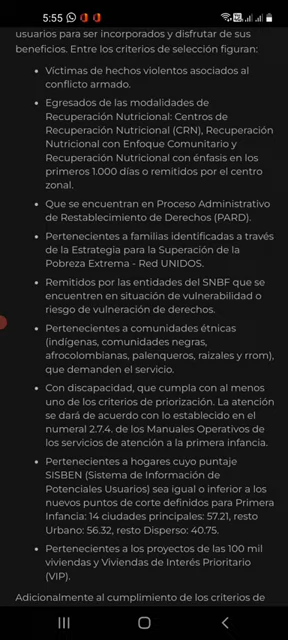 5:55
usuarios para ser incorporados y disfrutar de sus
beneficios. Entre los criterios de selección figuran:
• Víctimas de hechos violentos asociados al
conflicto armado.
• Egresados de las modalidades de
Recuperación Nutricional: Centros de
Recuperación Nutricional (CRN), Recuperación
Nutricional con Enfoque Comunitario y
Recuperación Nutricional con énfasis en los
primeros 1.000 días o remitidos por el centro
zonal.
• Que se encuentran en Proceso Administrativo
de Restablecimiento de Derechos (PARD).
• Pertenecientes a familias identificadas a través
de la Estrategia para la Superación de la
Pobreza Extrema - Red UNIDOS.
• Remitidos por las entidades del SNBF que se
encuentren en situación de vulnerabilidad o
riesgo de vulneración de derechos.
• Pertenecientes a comunidades étnicas
(indígenas, comunidades negras,
afrocolombianas, palenqueros, raizales y rrom),
que demanden el servicio.
• Con discapacidad, que cumpla con al menos
uno de los criterios de priorización. La atención
se dará de acuerdo con lo establecido en el
numeral 2.7.4. de los Manuales Operativos de
los servicios de atención a la primera infancia.
• Pertenecientes a hogares cuyo puntaje
SISBEN (Sistema de Información de
Potenciales Usuarios) sea igual o inferior a los
nuevos puntos de corte definidos para Primera
Infancia: 14 ciudades principales: 57.21, resto
Urbano: 56.32, resto Disperso: 40.75.
• Pertenecientes a los proyectos de las 100 mil
viviendas y Viviendas de Interés Prioritario
(VIP).
Adicionalmente al cumplimiento de los criterios de